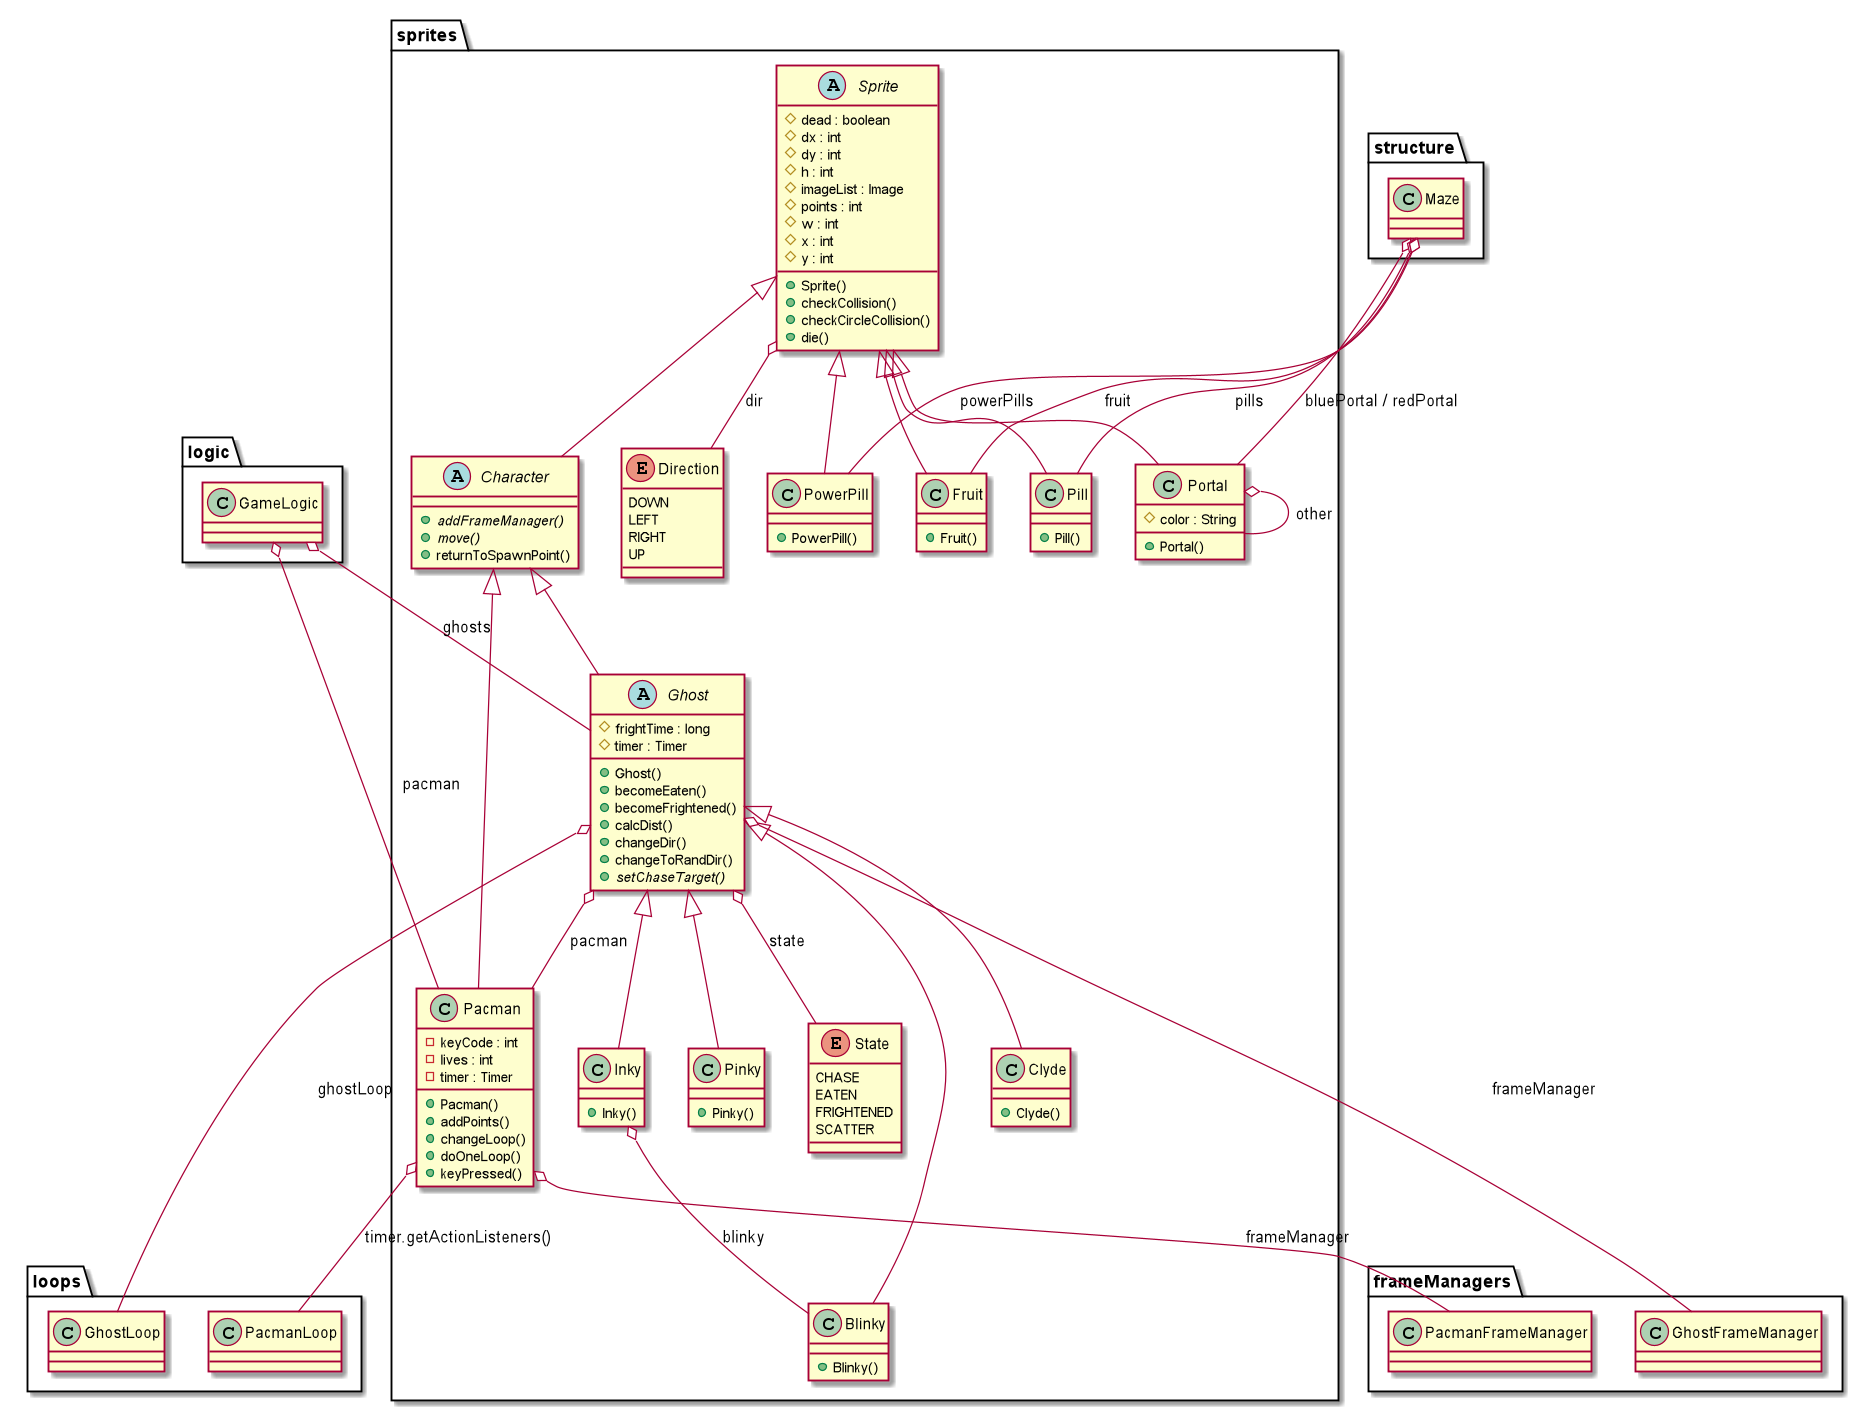 sprites
A Sprite
dead : boolean
dx : int
dy : int
h : int
imageList : Image
points : int
w : int
x : int
y : int
Sprite()
checkCollision()
checkCircleCollision()
die()
structure
C Maze
dir
powerPills
fruit
pills
bluePortal / redPortal
logic
C GameLogic
A Character
addFrameManager()
move()
returnToSpawnPoint()
E Direction
DOWN
LEFT
RIGHT
UP
C PowerPill
PowerPill()
C Fruit
Fruit()
C Pill
Pill()
C Portal
color : String
Portal()
other
ghosts
A Ghost
frightTime : long
timer : Timer
Ghost()
becomeEaten()
becomeFrightened()
calcDist()
changeDir()
changeToRandDir()
setChaseTarget()
pacman
pacman
state
C Pacman
keyCode : int
lives : int
timer : Timer
Pacman()
addPoints()
changeLoop()
doOneLoop()
keyPressed()
C Inky
Inky()
C Pinky
Pinky()
E State
CHASE
EATEN
FRIGHTENED
SCATTER
C Clyde
Clyde()
ghostLoop
frameManager
timer.getActionListeners()
blinky
frameManager
loops
C GhostLoop
C PacmanLoop
C Blinky
Blinky()
frameManagers
C PacmanFrameManager
C GhostFrameManager